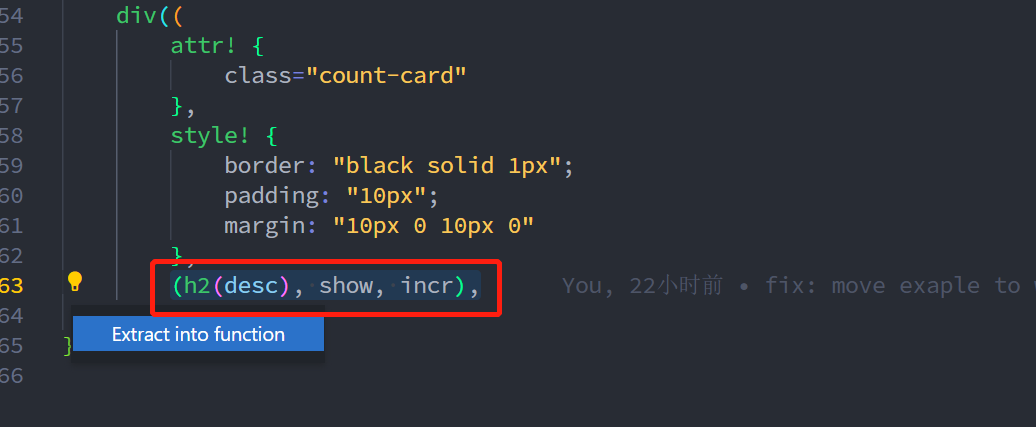 54 div((
55 attr! {
56 class="count-card"
57 },
58 style! {
59 border: "black solid 1px";
60 padding: "10px";
61 margin: "10px 0 10px 0"
62 },
63 (h2(desc), show, incr), You, 22小时前 • fix: move exaple to
64
Extract into function
65 }
66